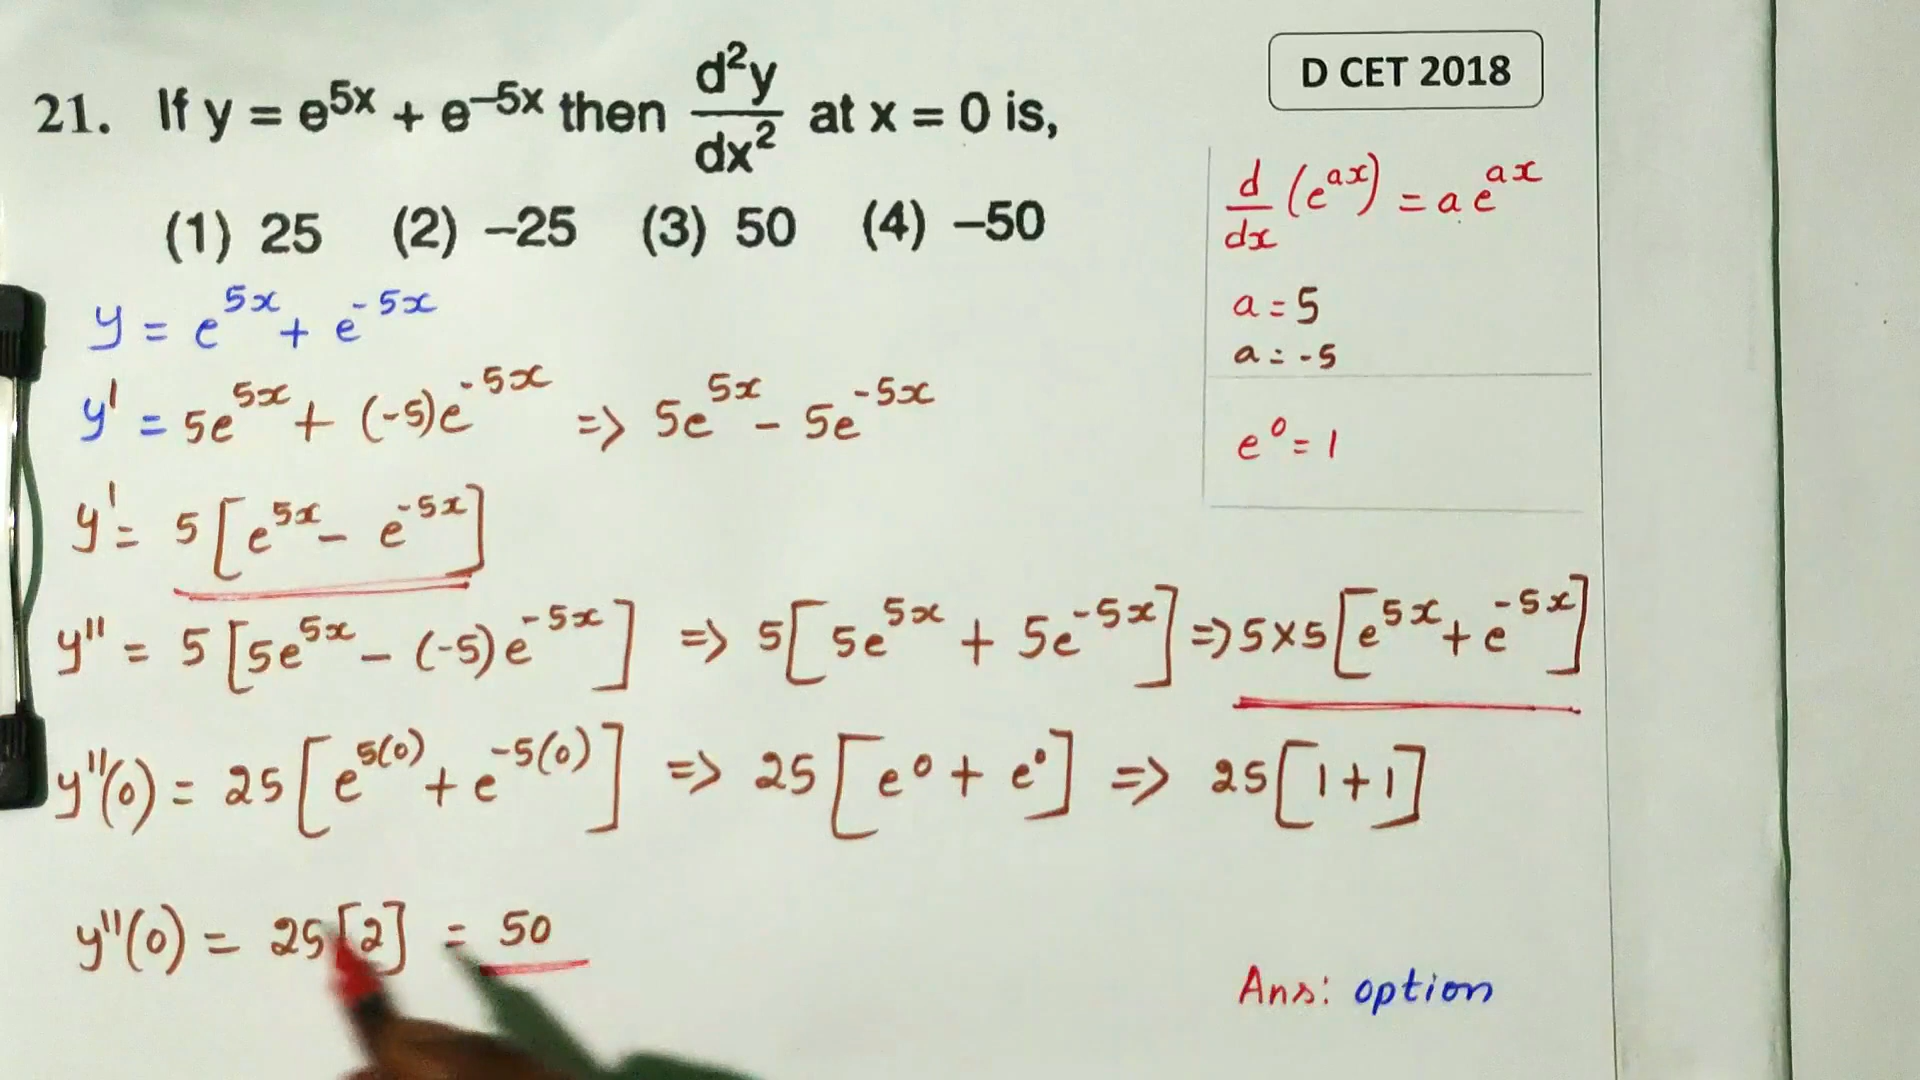 D CET 2018
21. If y = e^5x + e^–5x then d²y/dx² at x = 0 is,
(1) 25 (2) –25 (3) 50 (4) –50
d/dx (e^ax) = a e^ax
a = 5
a = -5
e⁰ = 1
y = e^5x + e^-5x
y' = 5e^5x + (-5)e^-5x => 5e^5x - 5e^-5x
y' = 5[e^5x - e^-5x]
y'' = 5[5e^5x - (-5)e^-5x] => 5[5e^5x + 5e^-5x] => 5×5[e^5x + e^-5x]
y''(0) = 25[e^5(0) + e^-5(0)] => 25[e⁰ + e⁰] => 25[1+1]
y''(0) = 25[2] = 50
Ans: option